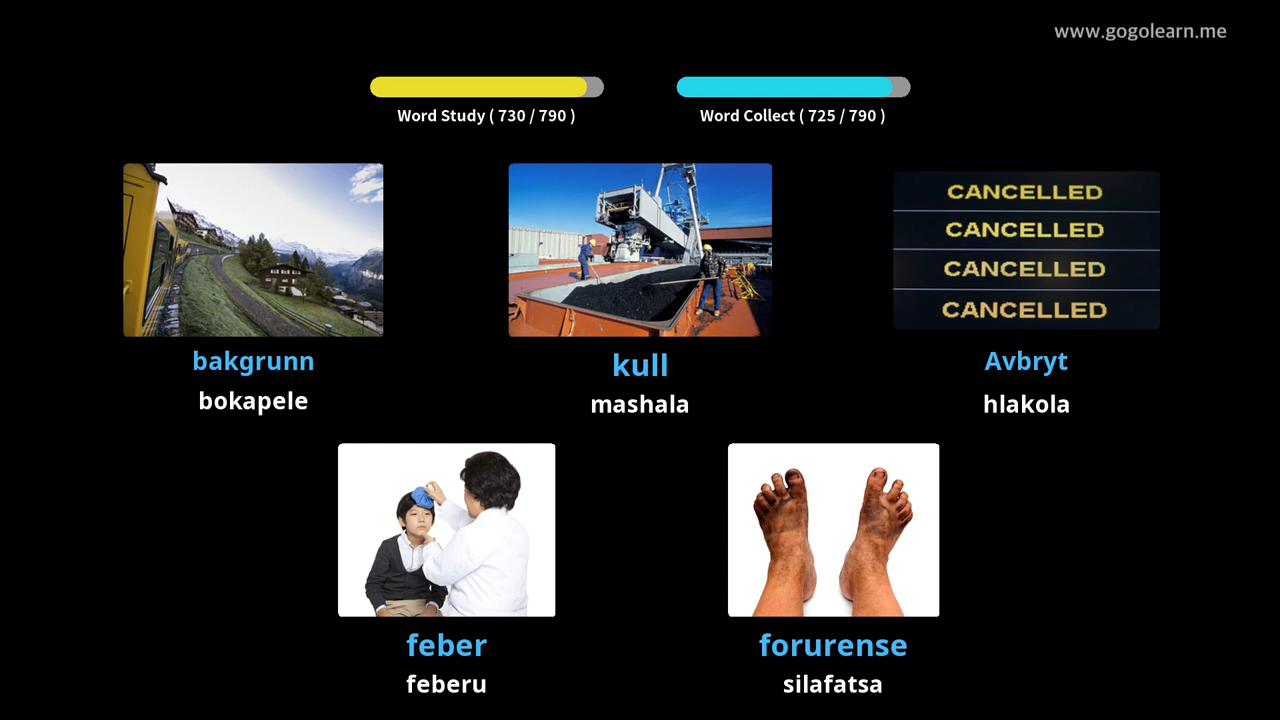 www.gogolearn.me
Word Study ( 730 / 790 )
Word Collect ( 725 / 790 )
CANCELLED
CANCELLED
CANCELLED
CANCELLED
bakgrunn
kull
Avbryt
bokapele
mashala
hlakola
feber
forurense
feberu
silafatsa